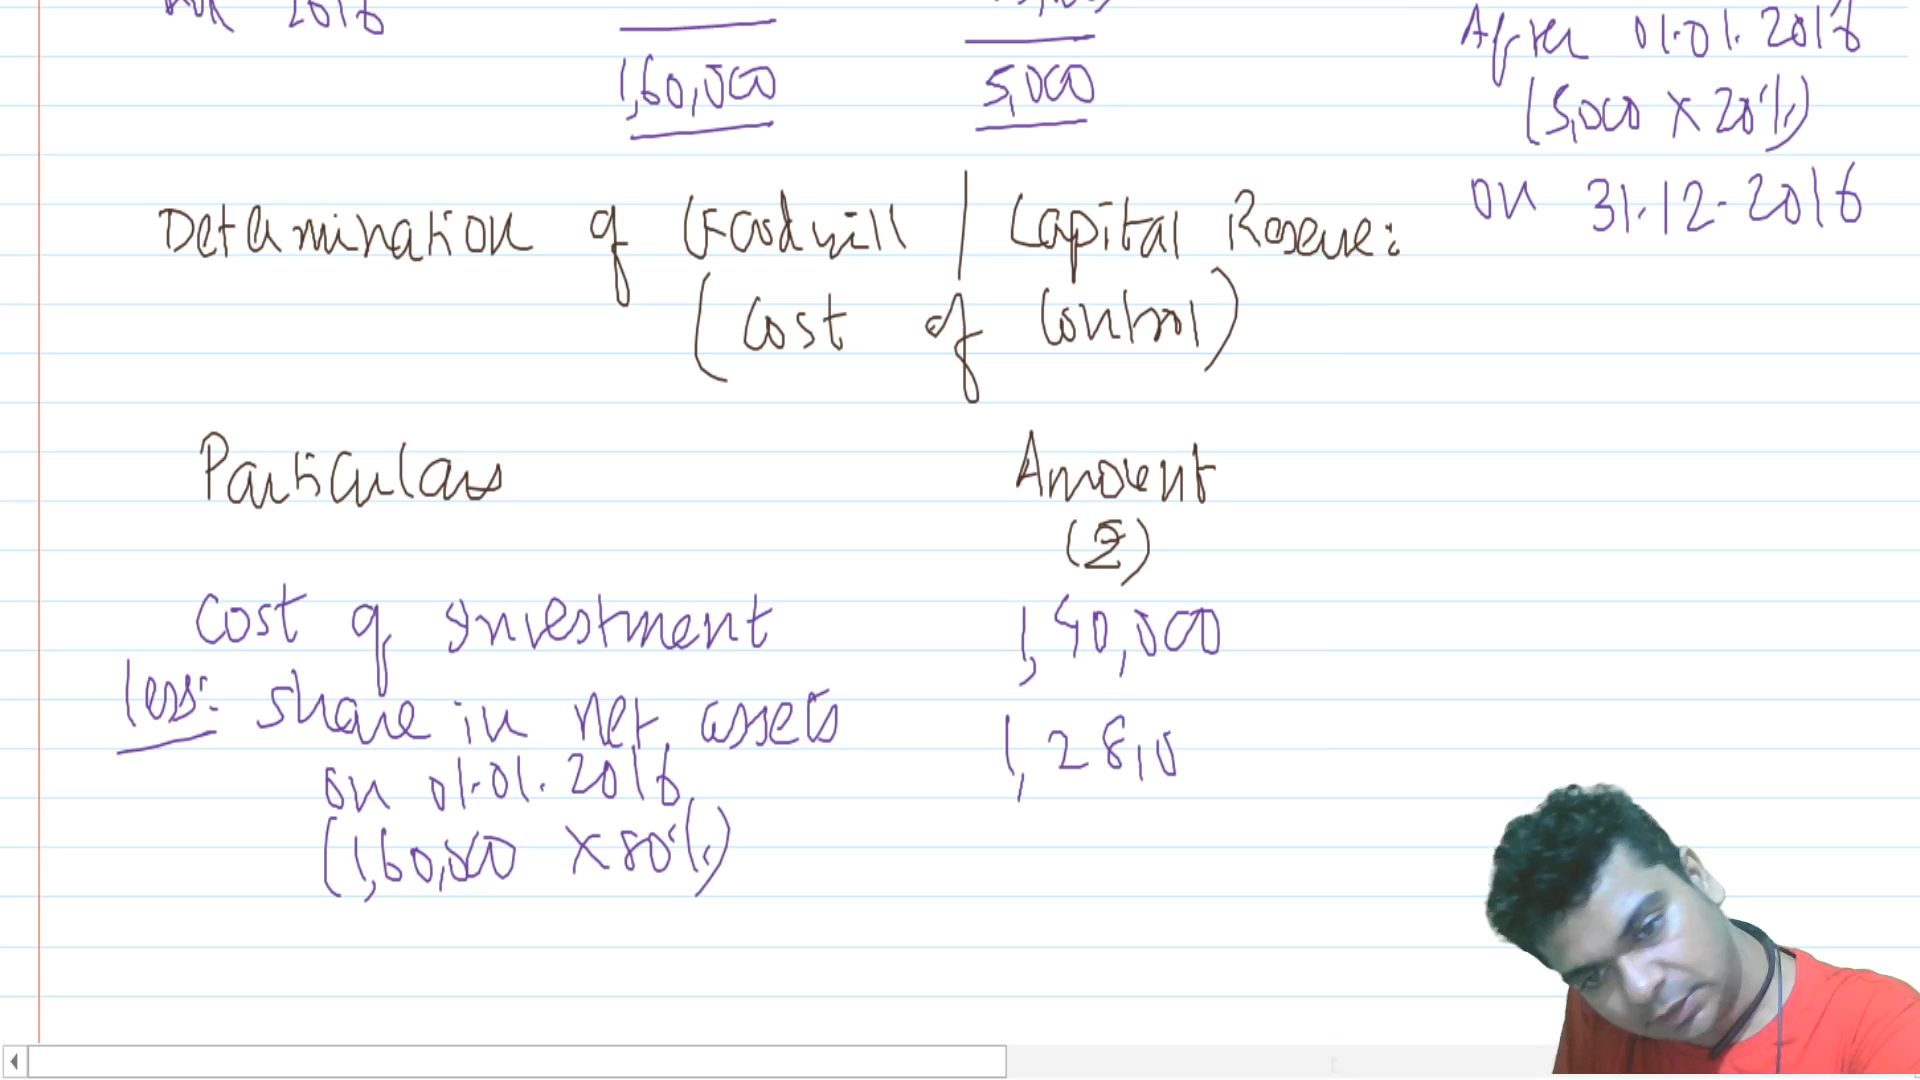 2016
1,60,000 5,000
After 01.01.2016
(5,000 X 20%)
on 31.12.2016
Determination of Goodwill / Capital Reserve:
(Cost of Control)
Particulars Amount
(₹)
Cost of Investment 1,40,000
less: share in net assets 1,28,0
on 01.01.2016
(1,60,000 X 80%)